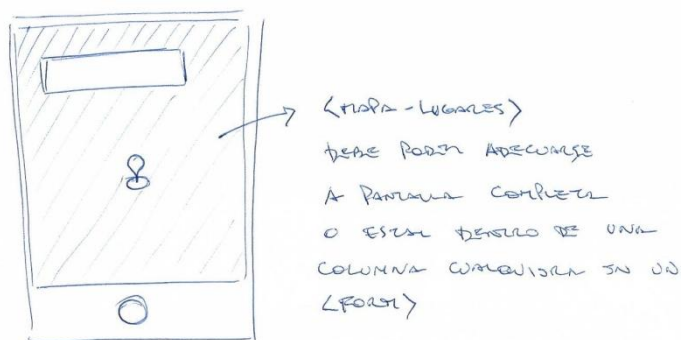 <MAPA-LUGARES>
DEBE PODER ADECUARSE
A PANTALLA COMPLETA
O ESTAR DENTRO DE UNA
COLUMNA CUALQUIERA EN UN
<FORM>